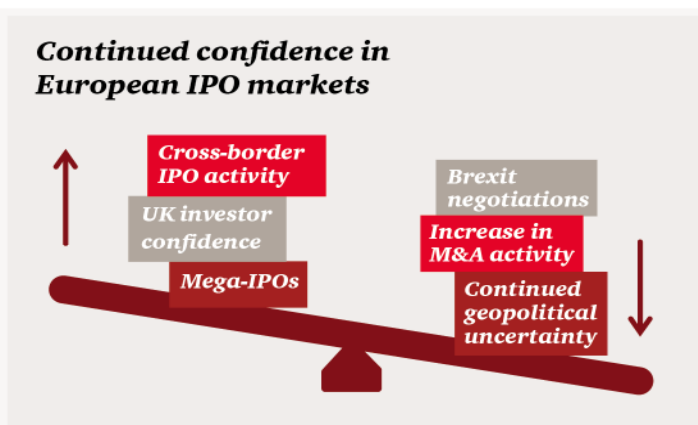 Continued confidence in
European IPO markets
Cross-border
IPO activity
UK investor
confidence
Mega-IPOs
Brexit
negotiations
Increase in
M&A activity
Continued
geopolitical
uncertainty